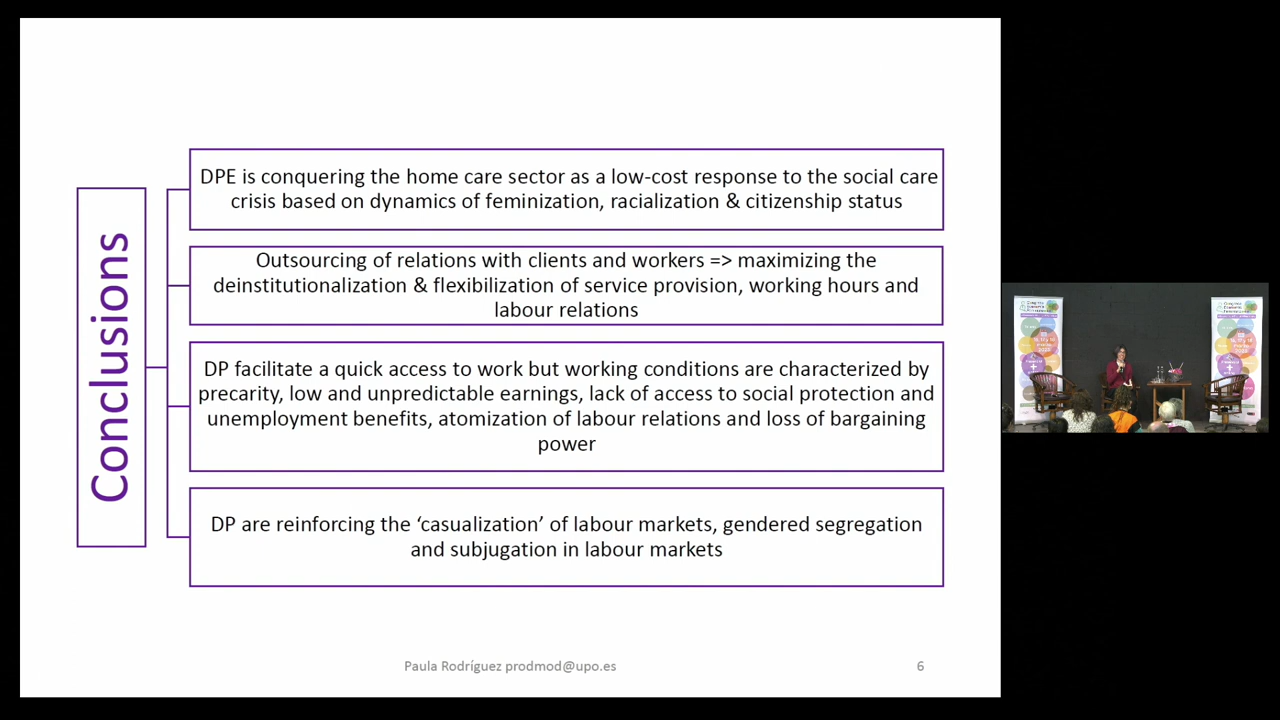 Conclusions
DPE is conquering the home care sector as a low-cost response to the social care
crisis based on dynamics of feminization, racialization & citizenship status
Outsourcing of relations with clients and workers => maximizing the
deinstitutionalization & flexibilization of service provision, working hours and
labour relations
DP facilitate a quick access to work but working conditions are characterized by
precarity, low and unpredictable earnings, lack of access to social protection and
unemployment benefits, atomization of labour relations and loss of bargaining
power
DP are reinforcing the ‘casualization’ of labour markets, gendered segregation
and subjugation in labour markets
Paula Rodríguez prodmod@upo.es
6